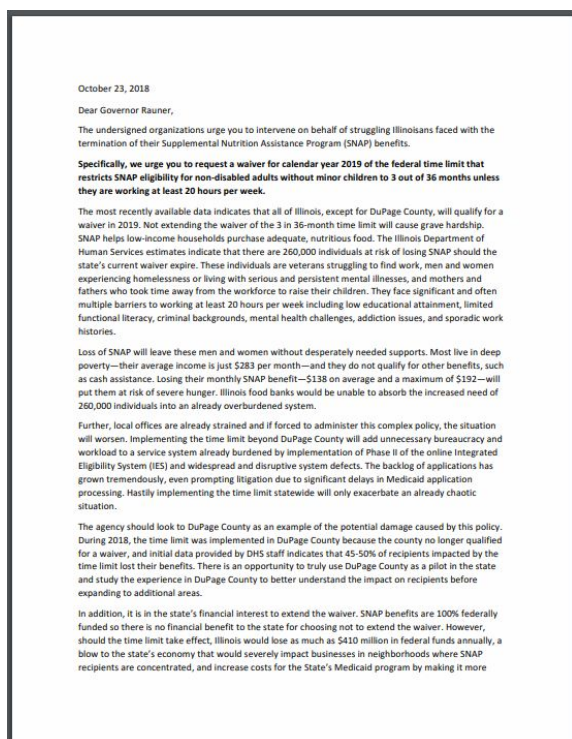 October 23, 2018
Dear Governor Rauner,
The undersigned organizations urge you to intervene on behalf of struggling Illinoisans faced with the
termination of their Supplemental Nutrition Assistance Program (SNAP) benefits.
Specifically, we urge you to request a waiver for calendar year 2019 of the federal time limit that
restricts SNAP eligibility for non-disabled adults without minor children to 3 out of 36 months unless
they are working at least 20 hours per week.
The most recently available data indicates that all of Illinois, except for DuPage County, will qualify for a
waiver in 2019. Not extending the waiver of the 3 in 36-month time limit will cause grave hardship.
SNAP helps low-income households purchase adequate, nutritious food. The Illinois Department of
Human Services estimates indicate that there are 260,000 individuals at risk of losing SNAP should the
state's current waiver expire. These individuals are veterans struggling to find work, men and women
experiencing homelessness or living with serious and persistent mental illnesses, and mothers and
fathers who took time away from the workforce to raise their children. They face significant and often
multiple barriers to working at least 20 hours per week including low educational attainment, limited
functional literacy, criminal backgrounds, mental health challenges, addiction issues, and sporadic work
histories.
Loss of SNAP will leave these men and women without desperately needed supports. Most live in deep
poverty—their average income is just $283 per month—and they do not qualify for other benefits, such
as cash assistance. Losing their monthly SNAP benefit—$138 on average and a maximum of $192—will
put them at risk of severe hunger. Illinois food banks would be unable to absorb the increased need of
260,000 individuals into an already overburdened system.
Further, local offices are already strained and if forced to administer this complex policy, the situation
will worsen. Implementing the time limit beyond DuPage County will add unnecessary bureaucracy and
workload to a service system already burdened by implementation of Phase II of the online Integrated
Eligibility System (IES) and widespread and disruptive system defects. The backlog of applications has
grown tremendously, even prompting litigation due to significant delays in Medicaid application
processing. Hastily implementing the time limit statewide will only exacerbate an already chaotic
situation.
The agency should look to DuPage County as an example of the potential damage caused by this policy.
During 2018, the time limit was implemented in DuPage County because the county no longer qualified
for a waiver, and initial data provided by DHS staff indicates that 45-50% of recipients impacted by the
time limit lost their benefits. There is an opportunity to truly use DuPage County as a pilot in the state
and study the experience in DuPage County to better understand the impact on recipients before
expanding to additional areas.
In addition, it is in the state's financial interest to extend the waiver. SNAP benefits are 100% federally
funded so there is no financial benefit to the state for choosing not to extend the waiver. However,
should the time limit take effect, Illinois would lose as much as $410 million in federal funds annually, a
blow to the state's economy that would severely impact businesses in neighborhoods where SNAP
recipients are concentrated, and increase costs for the State's Medicaid program by making it more